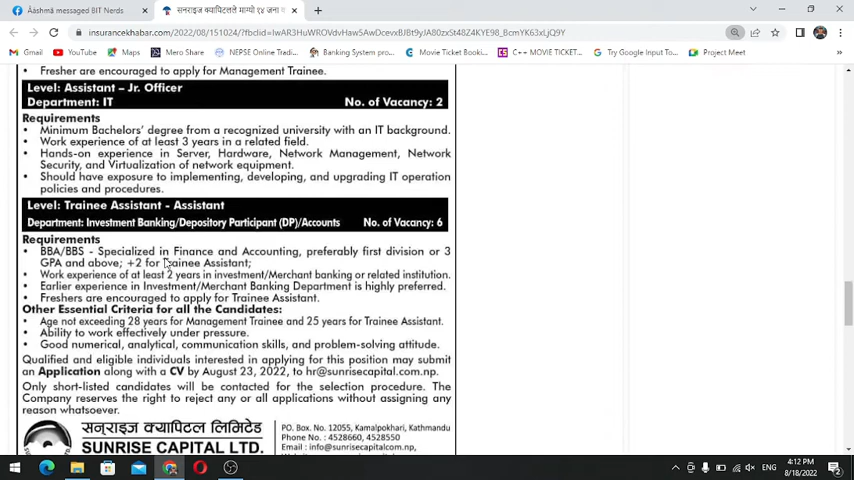 Åashmã messaged BIT Nerds
सनराइज क्यापिटलले माग्यो १४ जना क
insurancekhabar.com/2022/08/151024/?fbclid=IwAR3HuWROVdHaw5AwDcevxBJ8t9yJA80zxSt48Z4KYE98_BcmYK63xLjQ9Y
Gmail YouTube Maps Mero Share NEPSE Online Tradi... Banking System pro... Movie Ticket Booki... C++ MOVIE TICKET... Try Google Input To... Project Meet
• Fresher are encouraged to apply for Management Trainee.
Level: Assistant – Jr. Officer
Department: IT No. of Vacancy: 2
Requirements
• Minimum Bachelors' degree from a recognized university with an IT background.
• Work experience of at least 3 years in a related field.
• Hands-on experience in Server, Hardware, Network Management, Network
Security, and Virtualization of network equipment.
• Should have exposure to implementing, developing, and upgrading IT operation
policies and procedures.
Level: Trainee Assistant - Assistant
Department: Investment Banking/Depository Participant (DP)/Accounts No. of Vacancy: 6
Requirements
• BBA/BBS - Specialized in Finance and Accounting, preferably first division or 3
GPA and above; +2 for Trainee Assistant;
• Work experience of at least 2 years in investment/Merchant banking or related institution.
• Earlier experience in Investment/Merchant Banking Department is highly preferred.
• Freshers are encouraged to apply for Trainee Assistant.
Other Essential Criteria for all the Candidates:
• Age not exceeding 28 years for Management Trainee and 25 years for Trainee Assistant.
• Ability to work effectively under pressure.
• Good numerical, analytical, communication skills, and problem-solving attitude.
Qualified and eligible individuals interested in applying for this position may submit
an Application along with a CV by August 23, 2022, to hr@sunrisecapital.com.np.
Only short-listed candidates will be contacted for the selection procedure. The
Company reserves the right to reject any or all applications without assigning any
reason whatsoever.
सनराइज क्यापिटल लिमिटेड
SUNRISE CAPITAL LTD.
P.O. Box No. 12055, Kamalpokhari, Kathmandu
Phone No. : 4528660, 4528550
Email : info@sunrisecapital.com.np
ENG
4:12 PM
8/18/2022
2